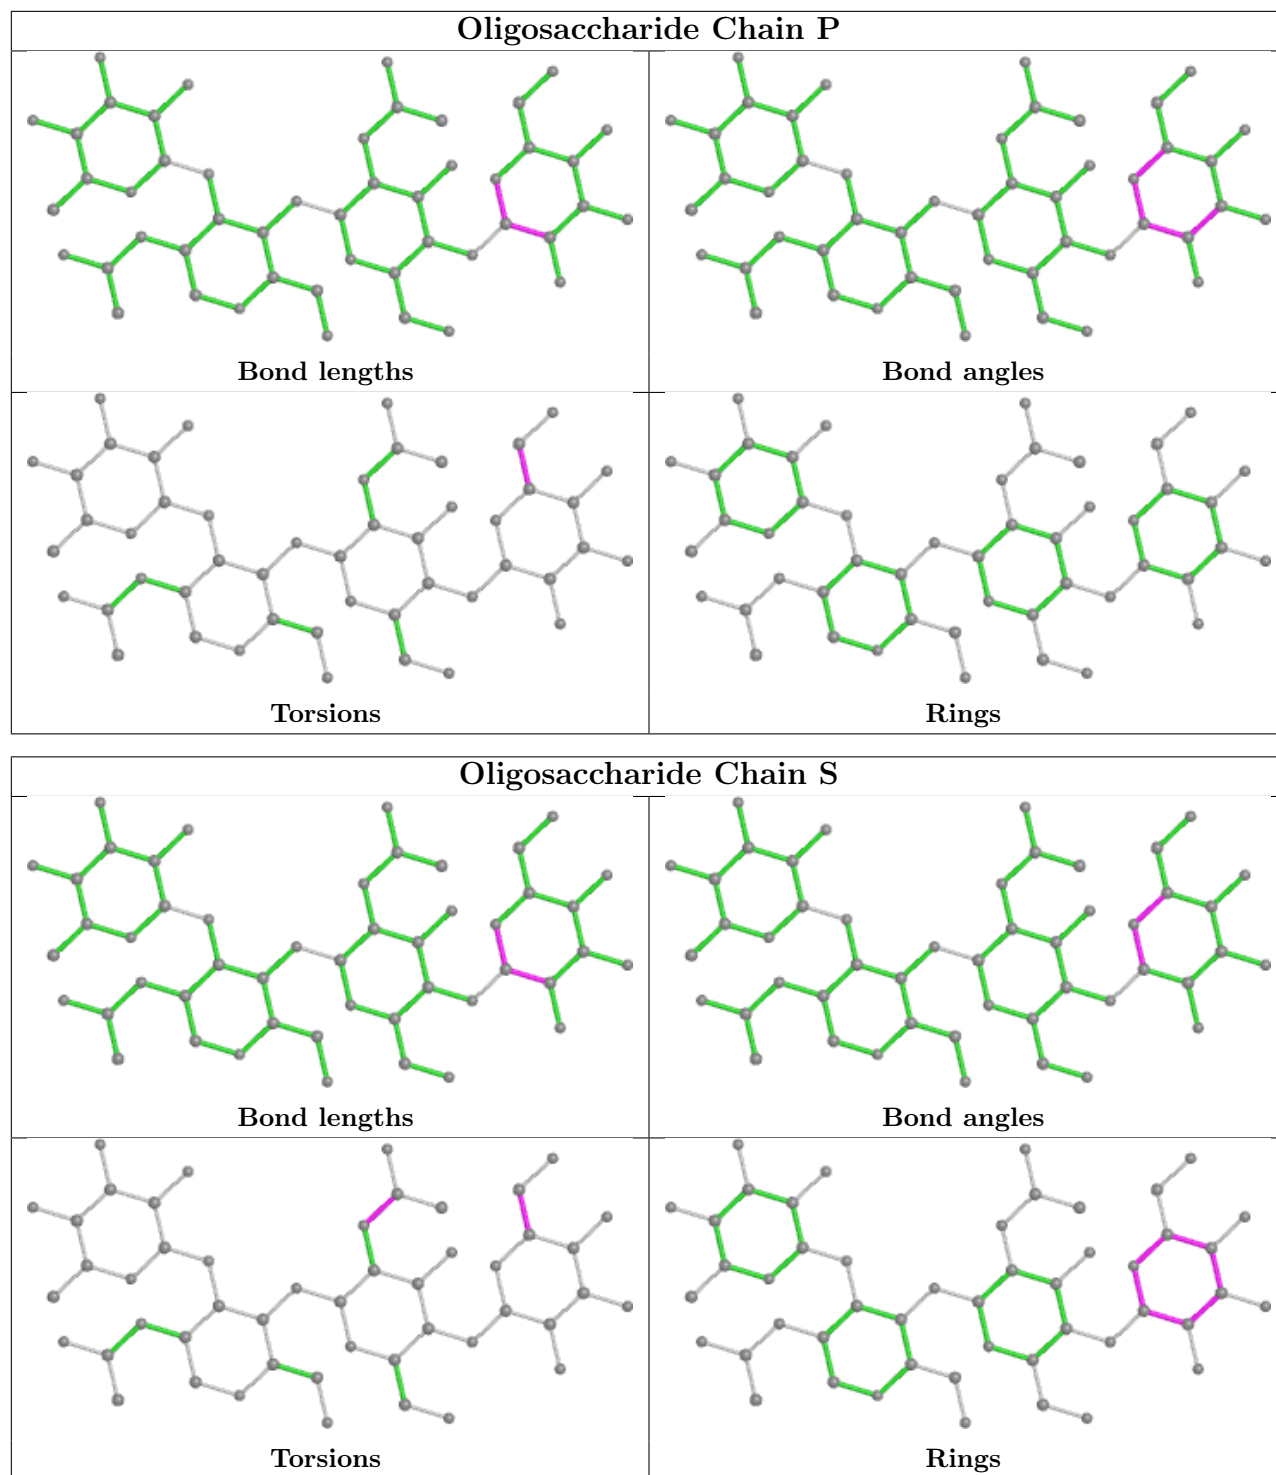 Oligosaccharide Chain P
Bond lengths
Bond angles
Torsions
Rings
Oligosaccharide Chain S
Bond lengths
Bond angles
Torsions
Rings